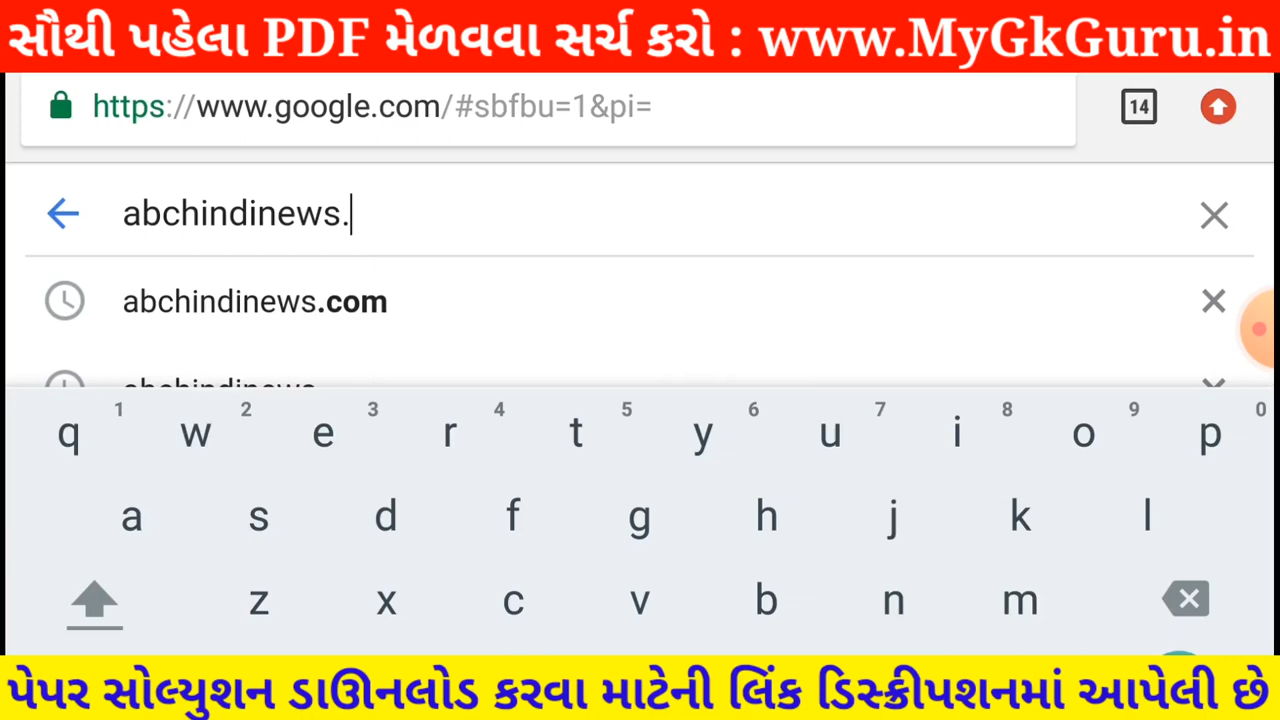 સૌથી પહેલા PDF મેળવવા સર્ચ કરો : www.MyGkGuru.in
https://www.google.com/#sbfbu=1&pi= 14
abchindinews.
abchindinews.com
abchindinews
1 2 3 4 5 6 7 8 9 0
q w e r t y u i o p
a s d f g h j k l
z x c v b n m
પેપર સોલ્યુશન ડાઊનલોડ કરવા માટેની લિંક ડિસ્ક્રીપશનમાં આપેલી છે